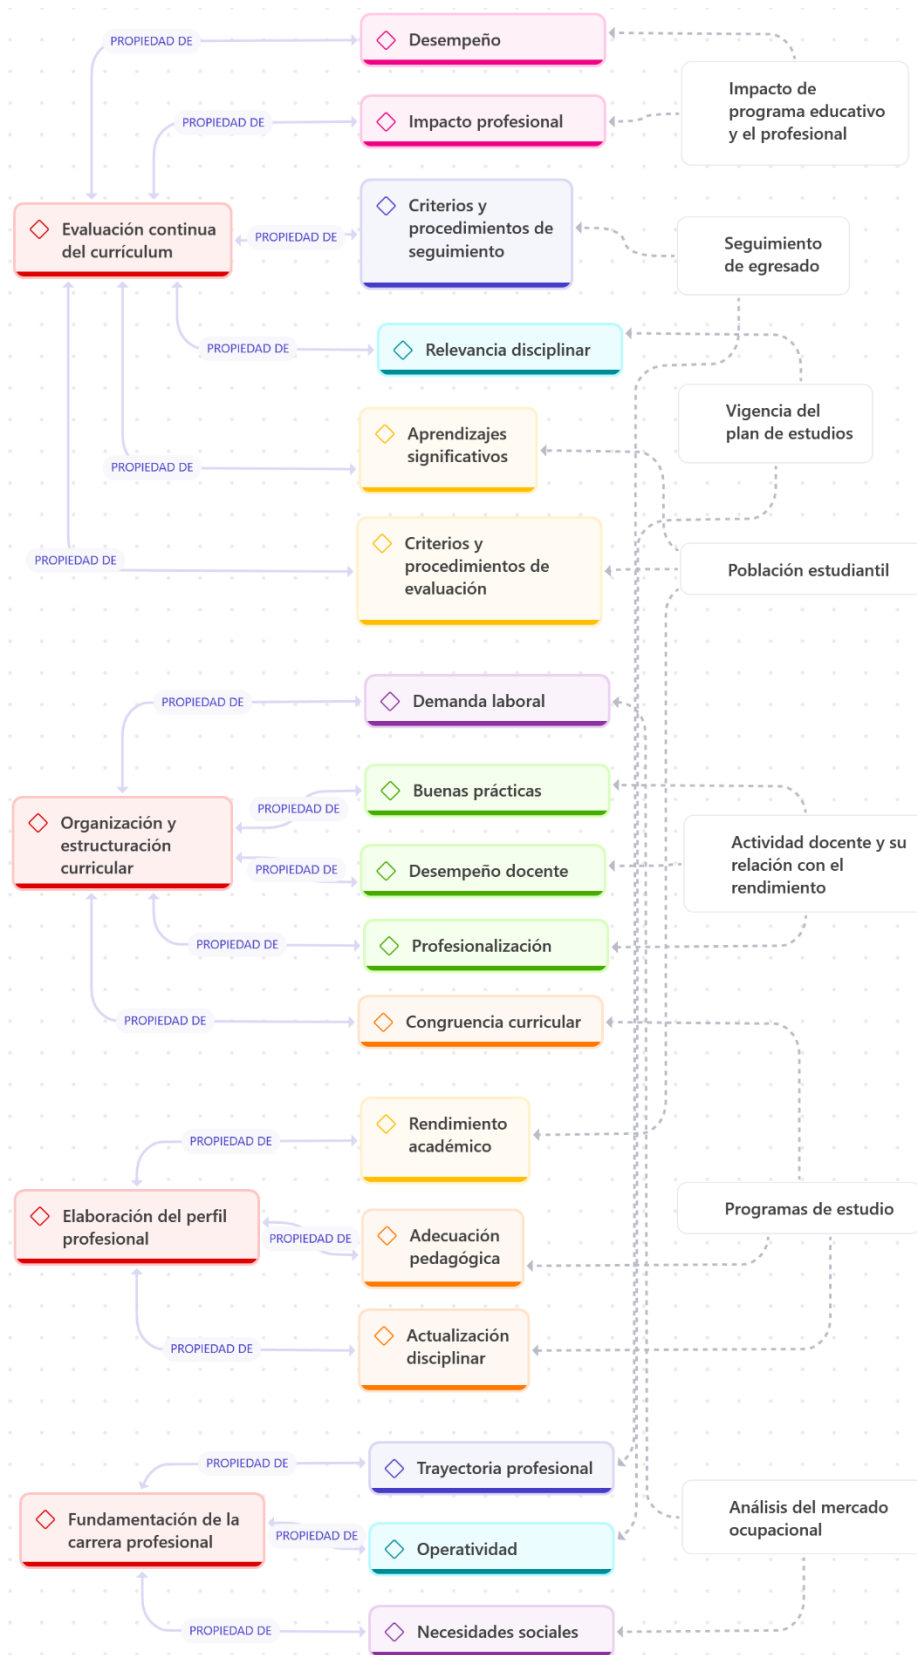 PROPIEDAD DE
Desempeño
Impacto de
programa educativo
y el profesional
PROPIEDAD DE
Impacto profesional
Evaluación continua
del currículum
PROPIEDAD DE
Criterios y
procedimientos de
seguimiento
Seguimiento
de egresado
PROPIEDAD DE
Relevancia disciplinar
Vigencia del
plan de estudios
PROPIEDAD DE
Aprendizajes
significativos
PROPIEDAD DE
Criterios y
procedimientos de
evaluación
Población estudiantil
PROPIEDAD DE
Demanda laboral
PROPIEDAD DE
Buenas prácticas
Organización y
estructuración
curricular
Actividad docente y su
relación con el
rendimiento
PROPIEDAD DE
Desempeño docente
PROPIEDAD DE
Profesionalización
PROPIEDAD DE
Congruencia curricular
PROPIEDAD DE
Rendimiento
académico
Elaboración del perfil
profesional
Programas de estudio
PROPIEDAD DE
Adecuación
pedagógica
PROPIEDAD DE
Actualización
disciplinar
PROPIEDAD DE
Trayectoria profesional
Fundamentación de la
carrera profesional
Análisis del mercado
ocupacional
PROPIEDAD DE
Operatividad
PROPIEDAD DE
Necesidades sociales